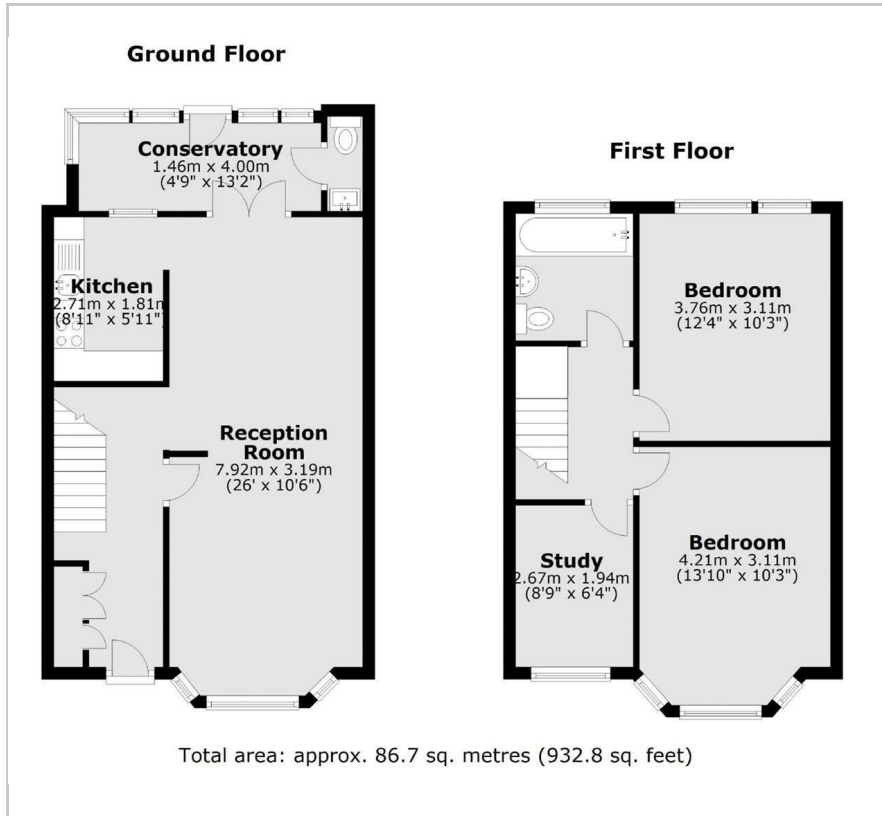 Ground Floor
Conservatory
1.46m x 4.00m
(4'9" x 13'2")
Kitchen
2.71m x 1.81m
(8'11" x 5'11")
Reception
Room
7.92m x 3.19m
(26' x 10'6")
First Floor
Bedroom
3.76m x 3.11m
(12'4" x 10'3")
Bedroom
4.21m x 3.11m
(13'10" x 10'3")
Study
2.67m x 1.94m
(8'9" x 6'4")
Total area: approx. 86.7 sq. metres (932.8 sq. feet)